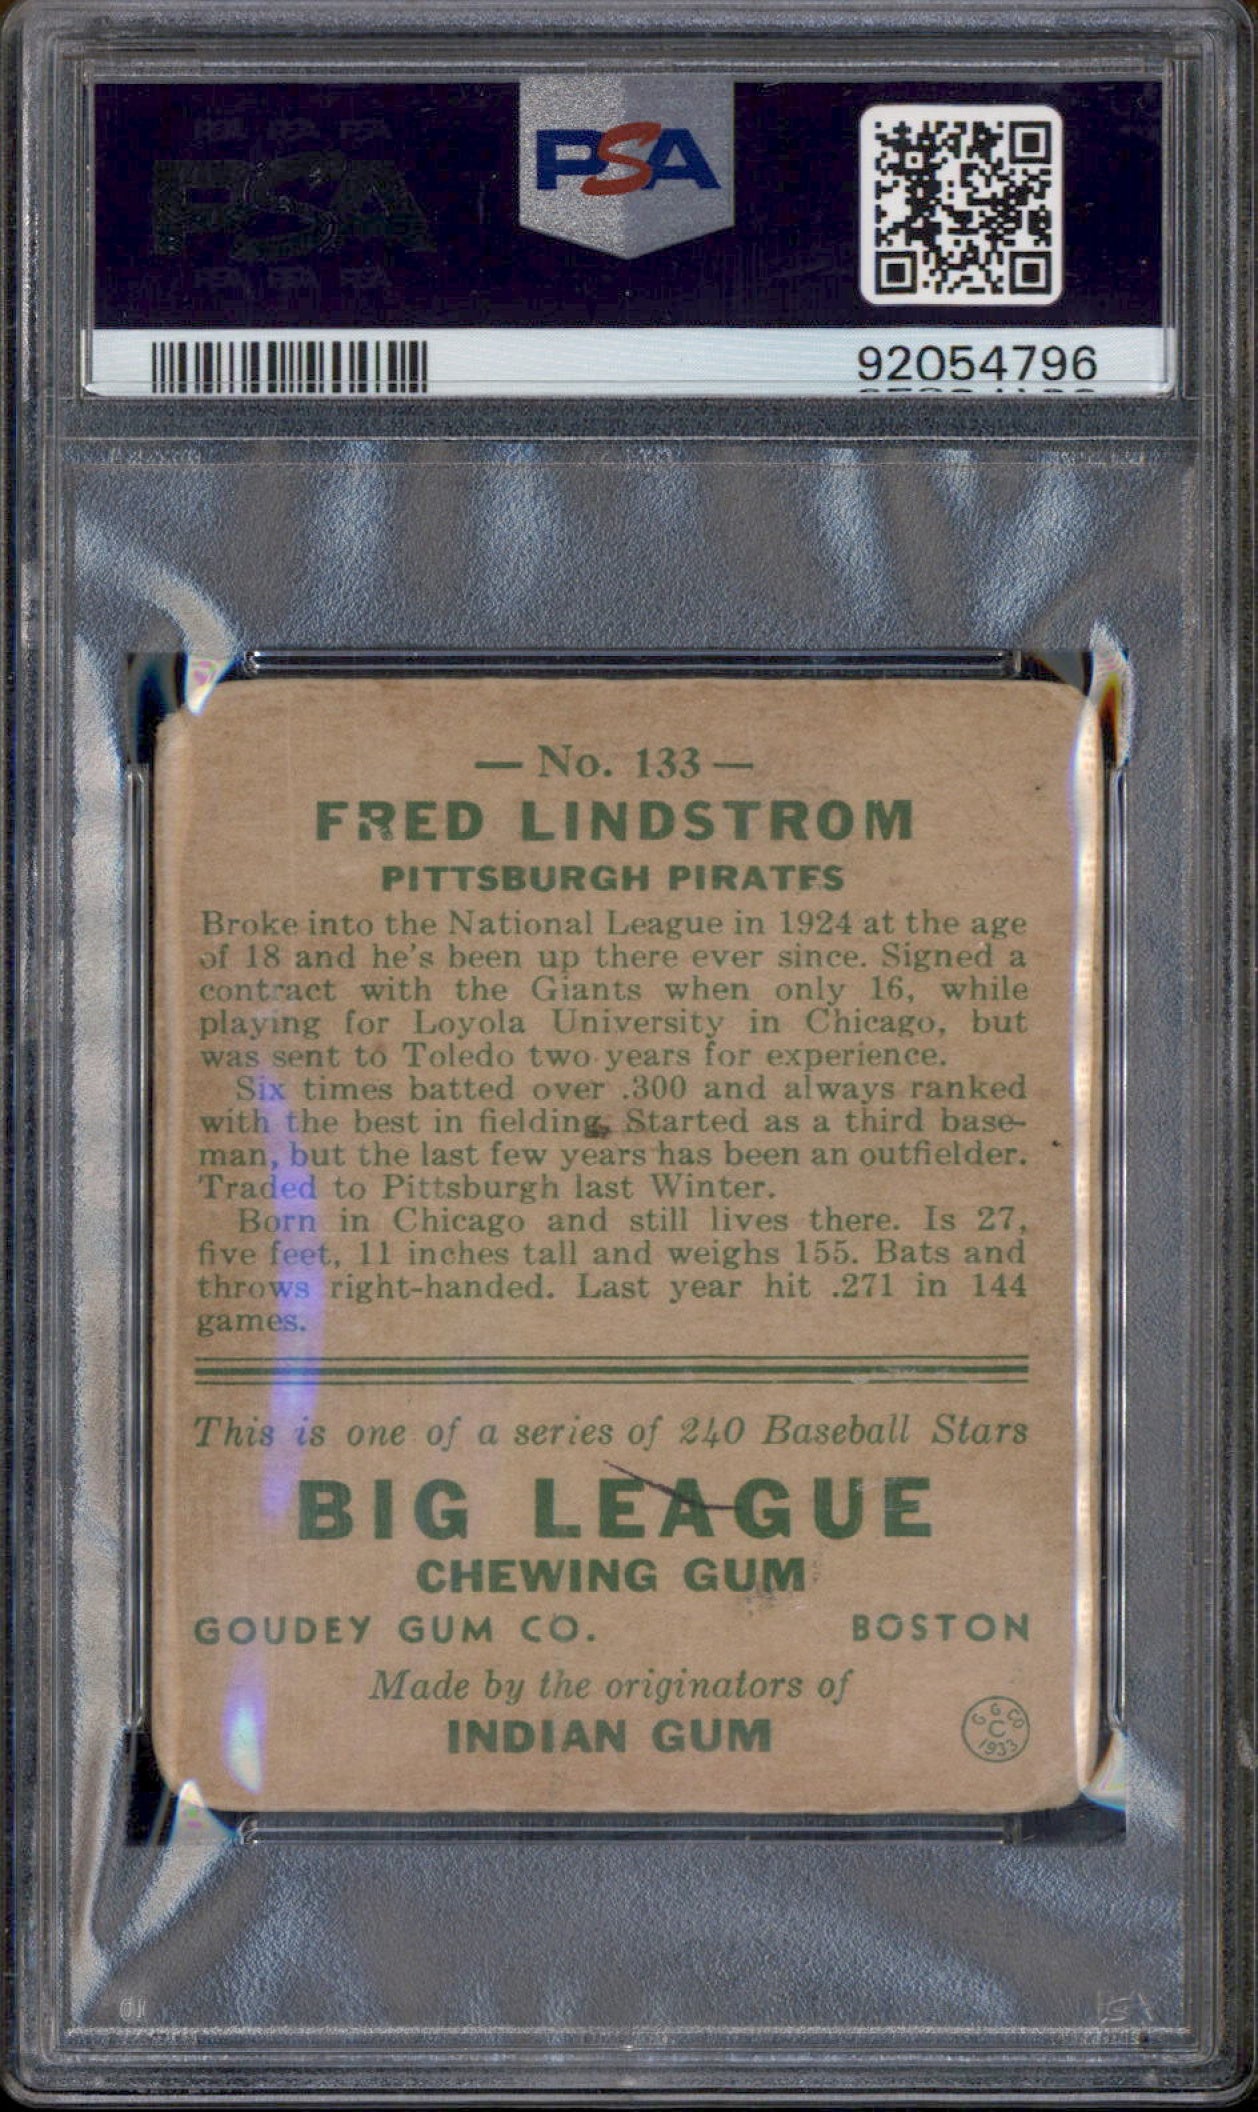 PSA
92054796
— No. 133 —
FRED LINDSTROM
PITTSBURGH PIRATES
Broke into the National League in 1924 at the age
of 18 and he's been up there ever since. Signed a
contract with the Giants when only 16, while
playing for Loyola University in Chicago, but
was sent to Toledo two years for experience.
Six times batted over .300 and always ranked
with the best in fielding. Started as a third base-
man, but the last few years has been an outfielder.
Traded to Pittsburgh last Winter.
Born in Chicago and still lives there. Is 27,
five feet, 11 inches tall and weighs 155. Bats and
throws right-handed. Last year hit .271 in 144
games.
This is one of a series of 240 Baseball Stars
BIG LEAGUE
CHEWING GUM
GOUDEY GUM CO. BOSTON
Made by the originators of
INDIAN GUM
G G CO
C
1933